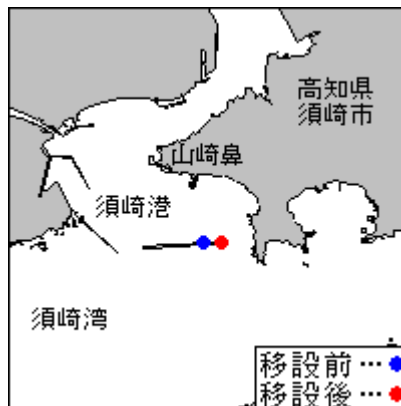 高知県
須崎市
山崎鼻
須崎港
須崎湾
移設前…
移設後…